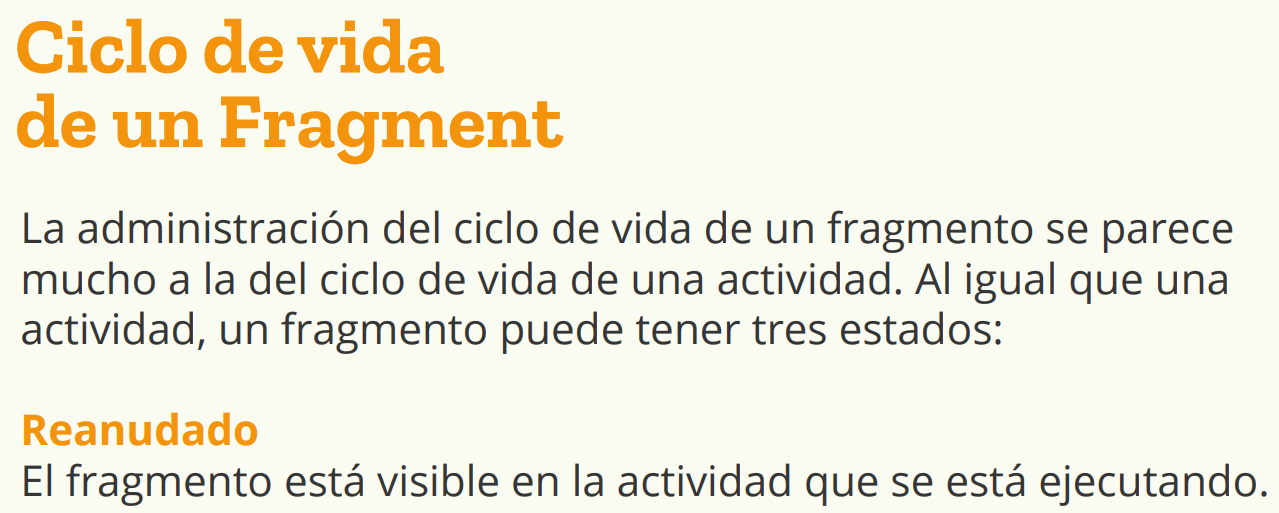 Ciclo de vida
de un Fragment
La administración del ciclo de vida de un fragmento se parece
mucho a la del ciclo de vida de una actividad. Al igual que una
actividad, un fragmento puede tener tres estados:
Reanudado
El fragmento está visible en la actividad que se está ejecutando.